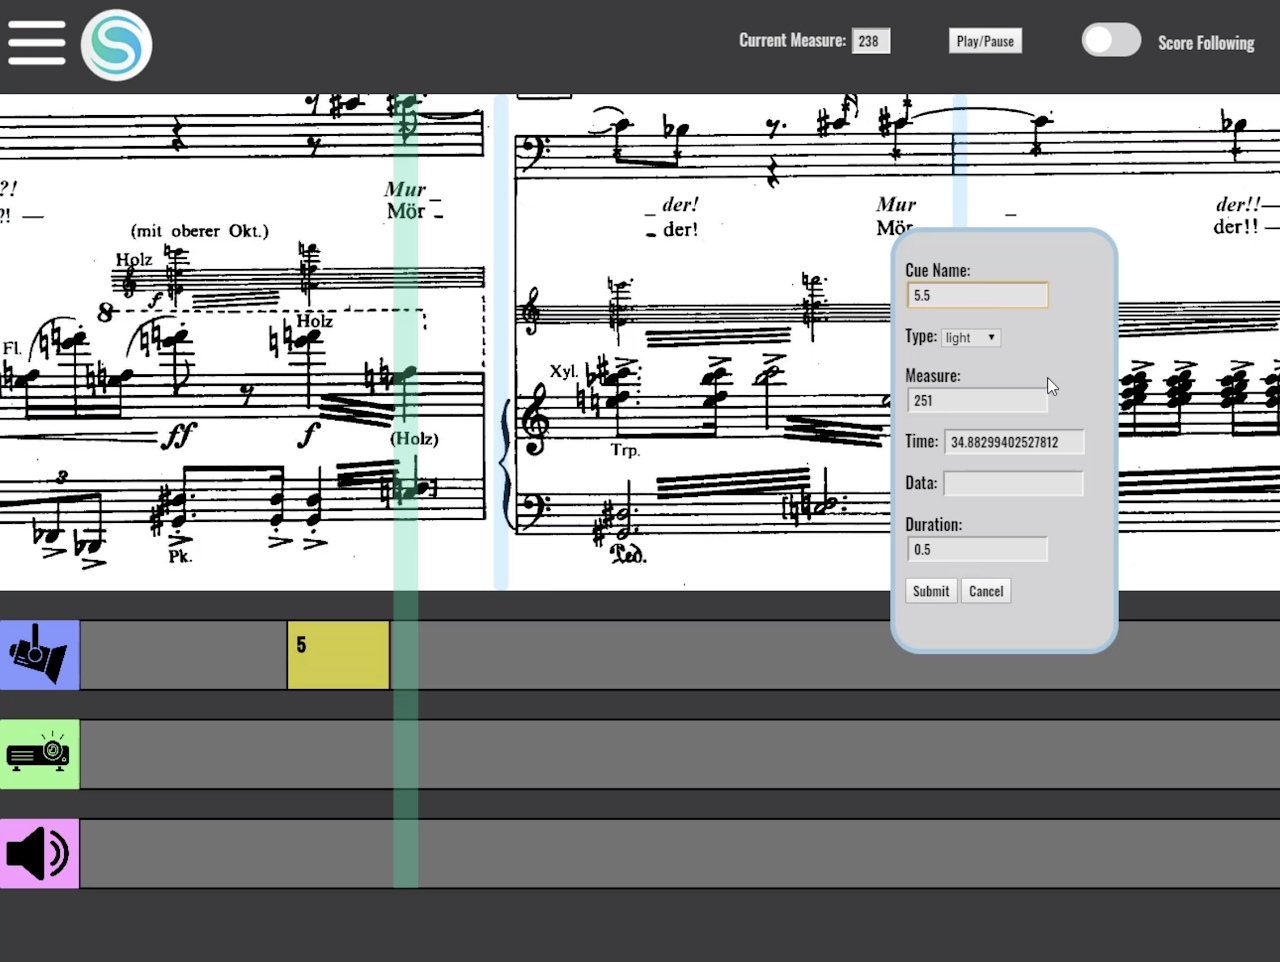 Current Measure: 238 Play/Pause Score Following
?! Mur _ _ der! Mur _ der!!—
?! — Mör - - der! Mör der!! —
(mit oberer Okt.)
Holz
f
8
Holz
Fl.
Xyl.
ff f (Holz)
Trp.
3
Pk.
Ped.
Cue Name:
5.5
Type: light
Measure:
251
Time: 34.88299402527812
Data:
Duration:
0.5
Submit Cancel
5